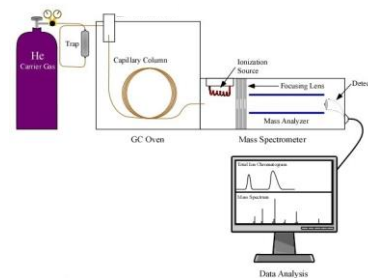 He
Carrier Gas
Trap
Capillary Column
GC Oven
Ionization
Source
Focusing Lens
Mass Analyzer
Detec
Mass Spectrometer
Total Ion Chromatogram
Mass Spectrum
Data Analysis